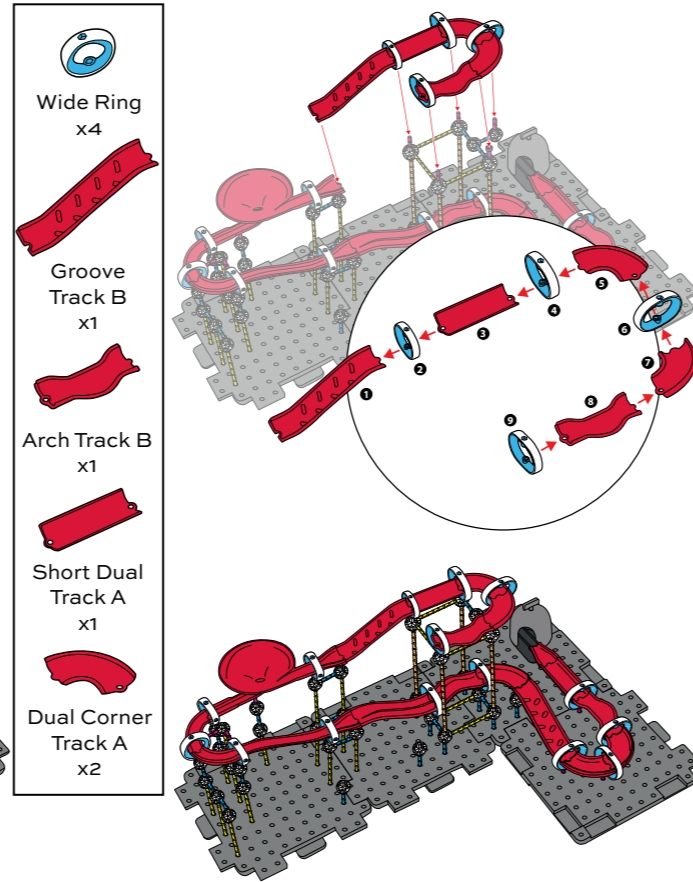 Wide Ring
x4
Groove
Track B
x1
Arch Track B
x1
Short Dual
Track A
x1
Dual Corner
Track A
x2
1
2
3
4
5
6
7
8
9